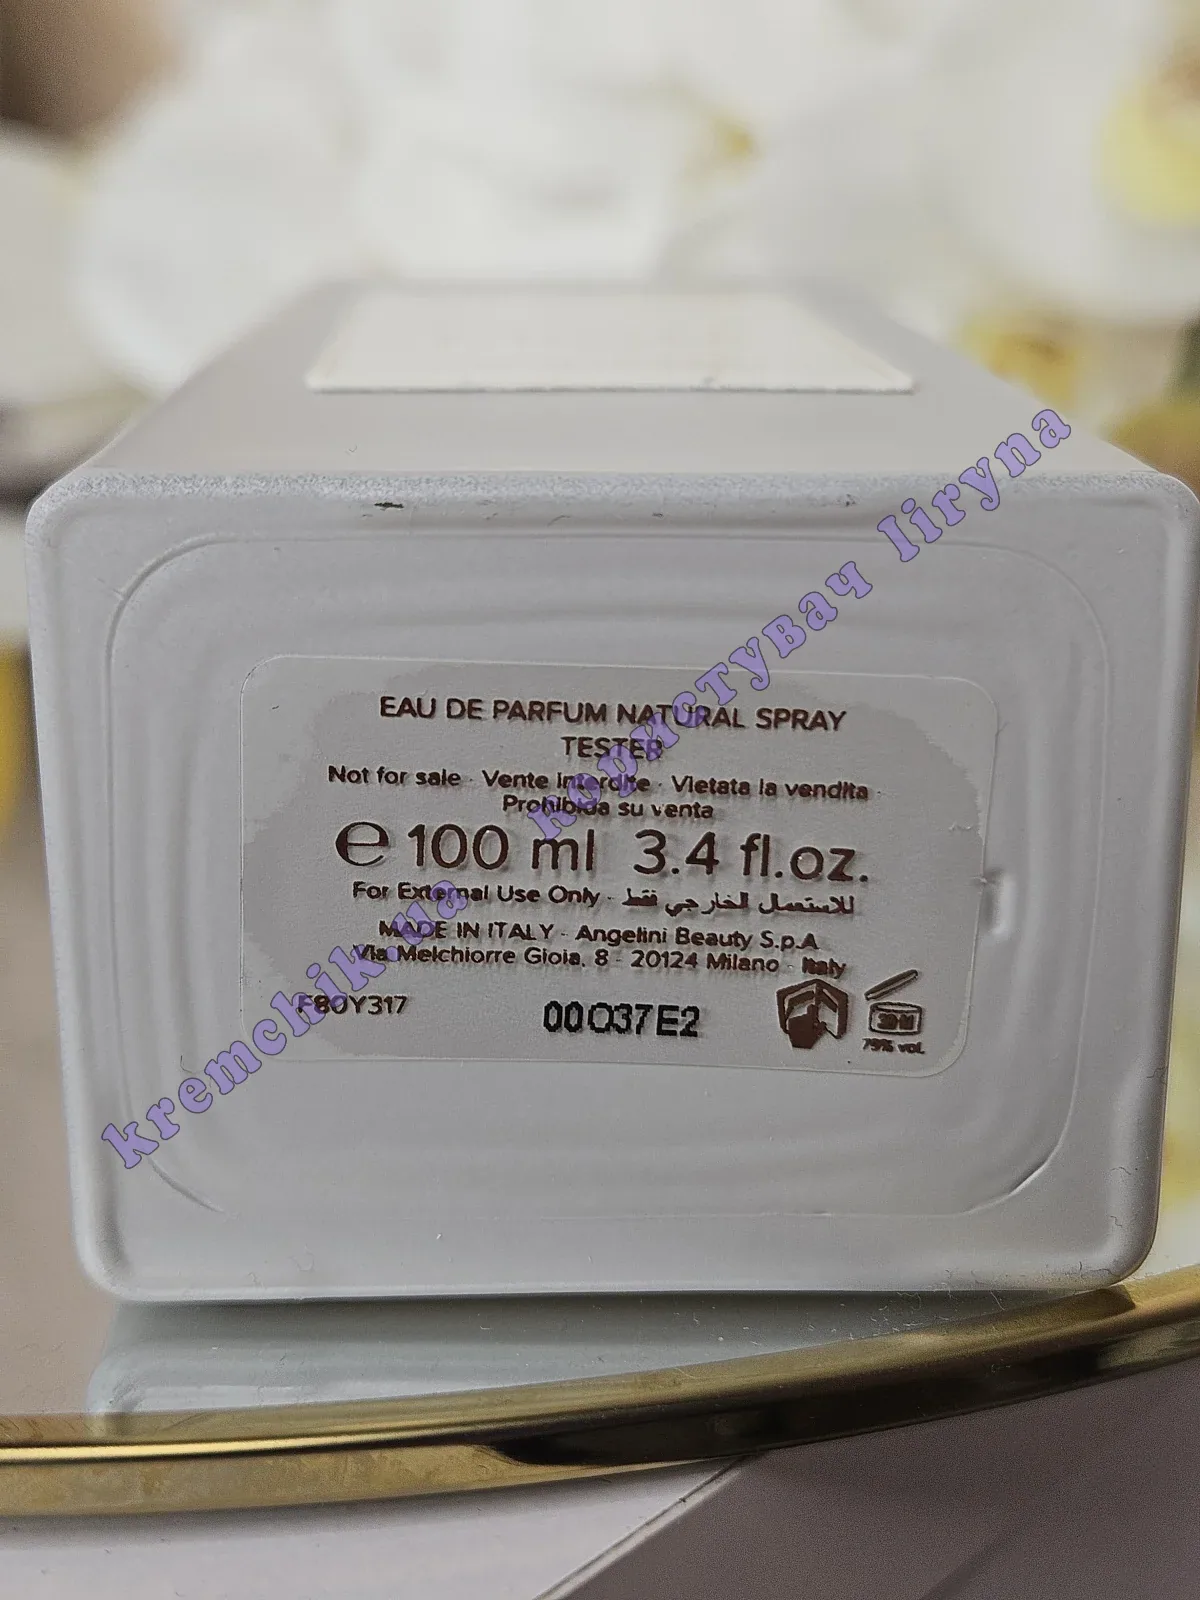 EAU DE PARFUM NATURAL SPRAY
TESTER
Not for sale · Vente interdite · Vietata la vendita ·
Prohibida su venta
℮ 100 ml 3.4 fl.oz.
For External Use Only - للاستعمال الخارجي فقط
MADE IN ITALY - Angelini Beauty S.p.A
Via Melchiorre Gioia, 8 - 20124 Milano - Italy
F80Y317 00037E2
79% vol.
kremchik.ua користувач iiryna